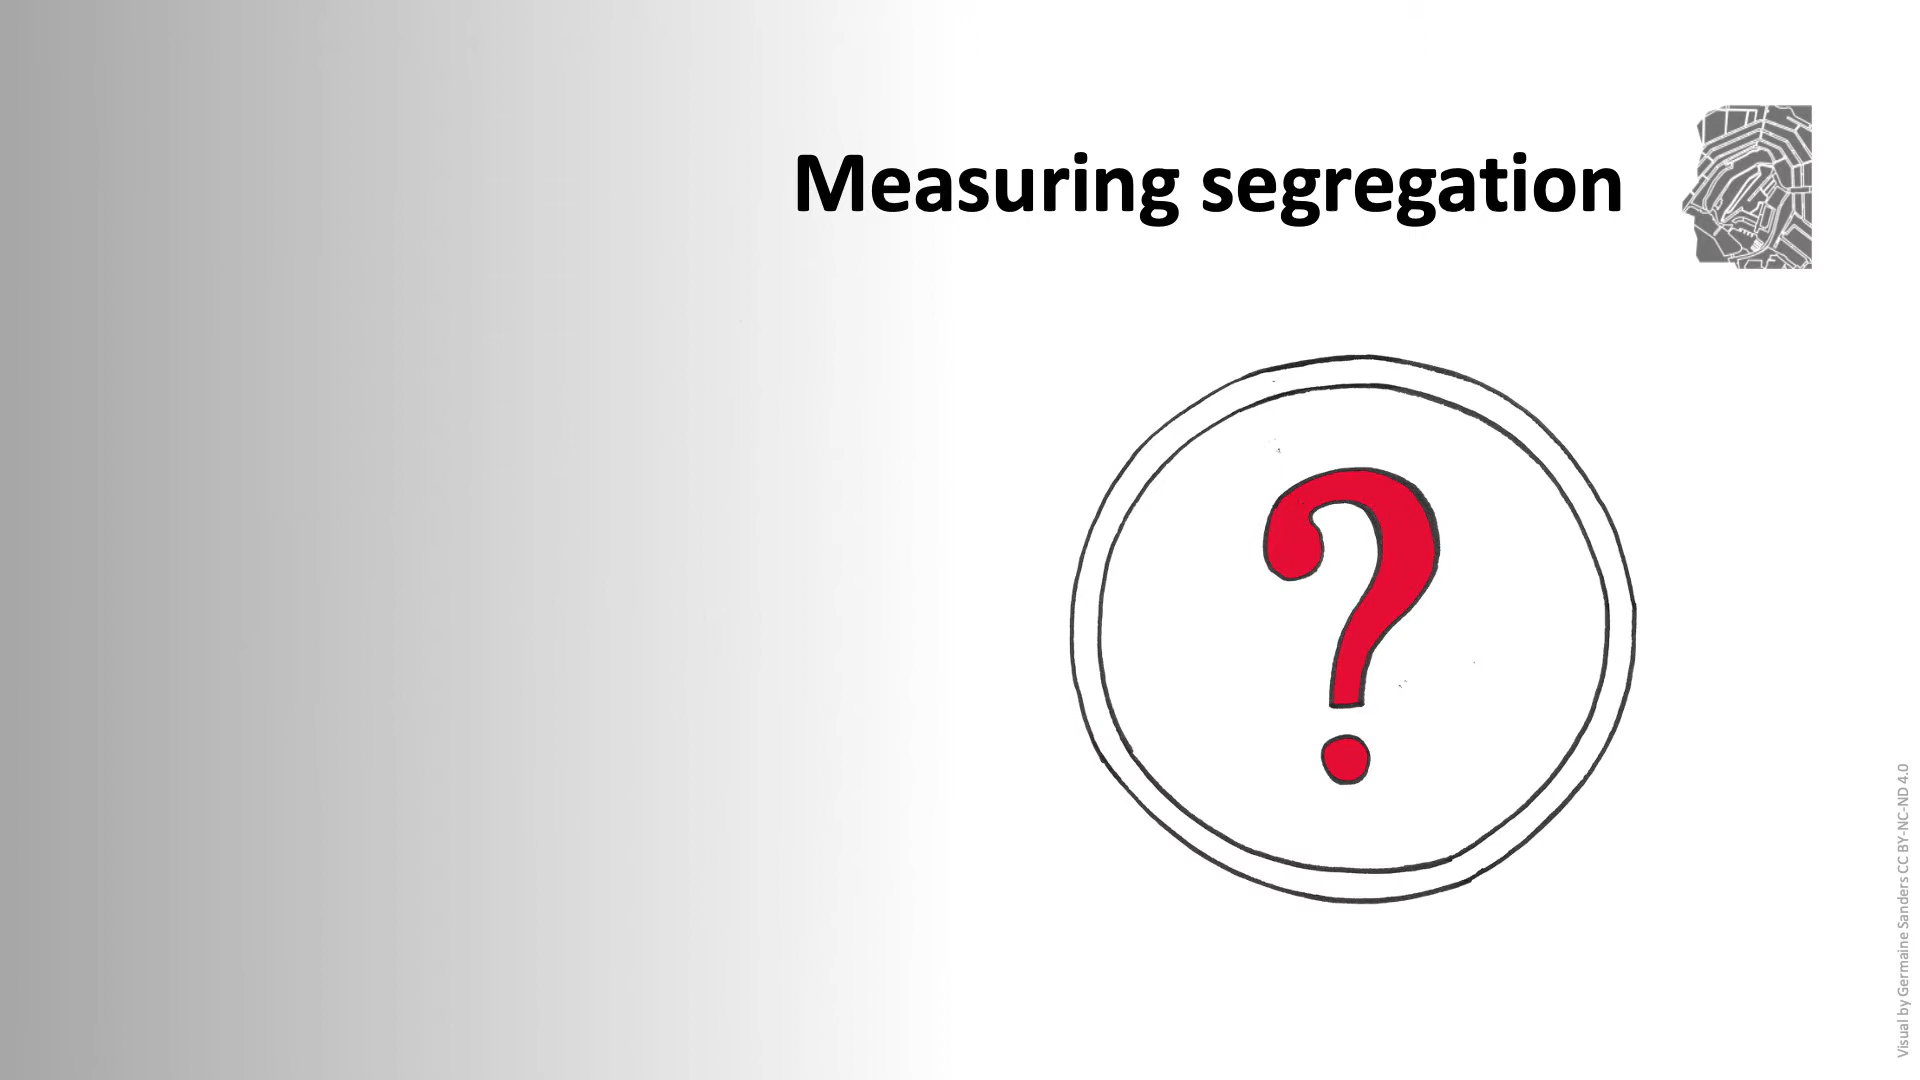 Measuring segregation
?
Visual by Germaine Sanders CC BY-NC-ND 4.0